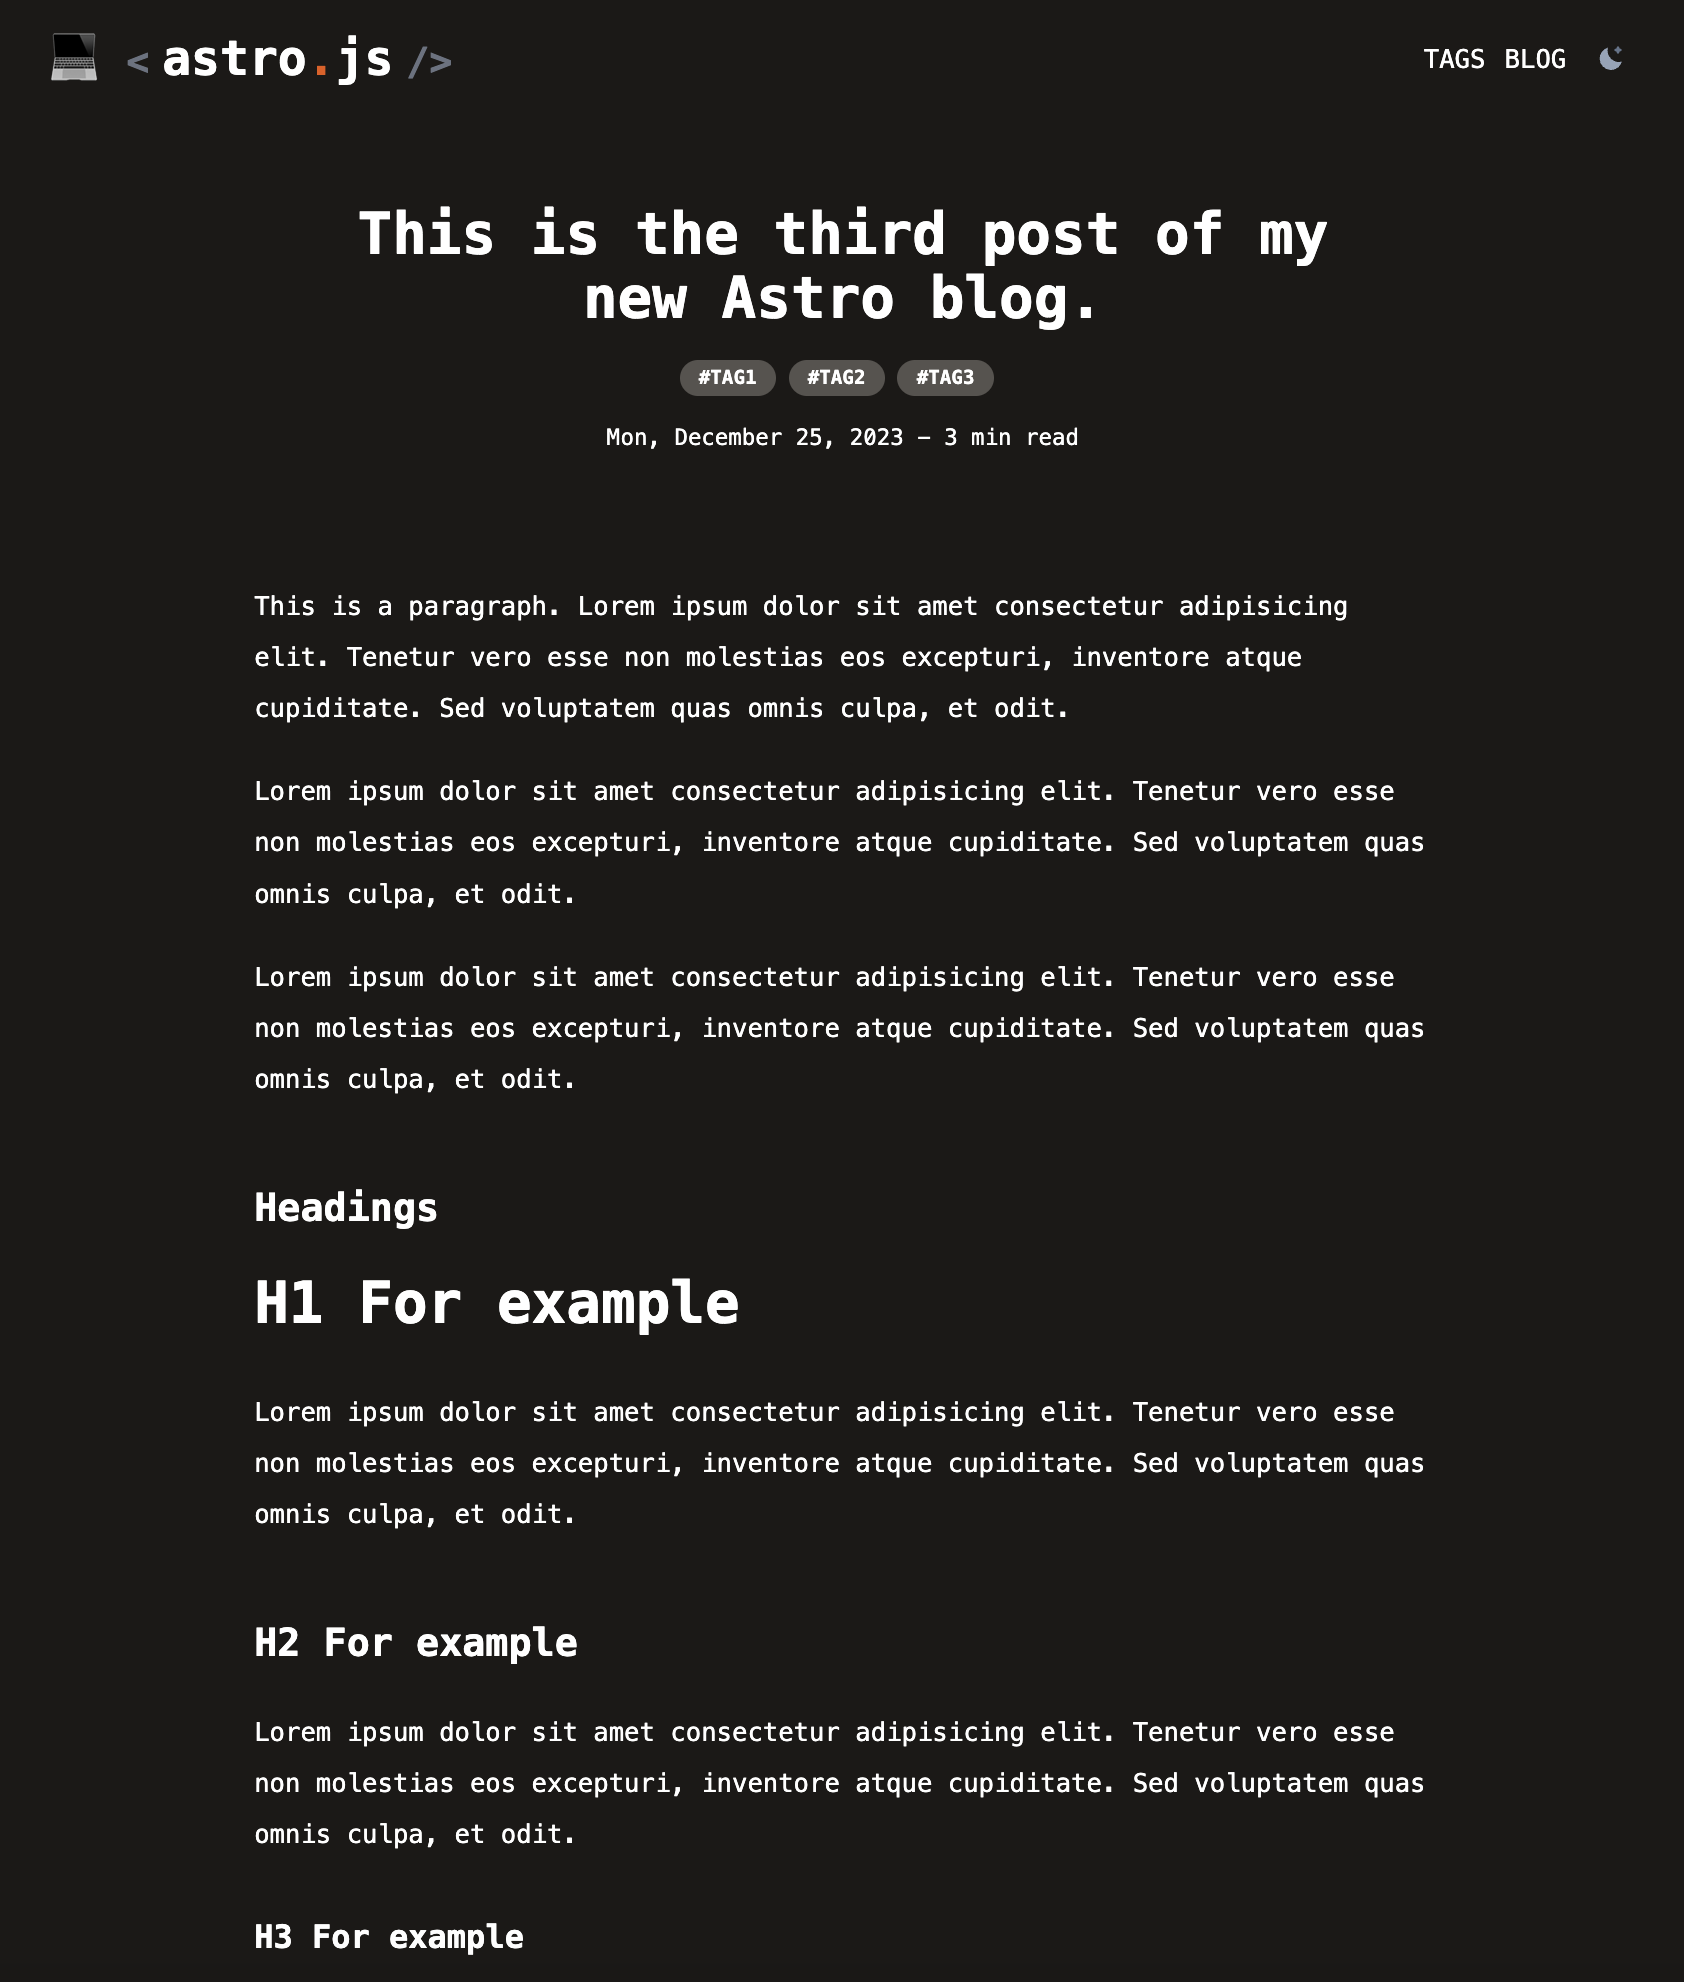 < astro.js />
TAGS BLOG
This is the third post of my
new Astro blog.
#TAG1 #TAG2 #TAG3
Mon, December 25, 2023 — 3 min read
This is a paragraph. Lorem ipsum dolor sit amet consectetur adipisicing
elit. Tenetur vero esse non molestias eos excepturi, inventore atque
cupiditate. Sed voluptatem quas omnis culpa, et odit.
Lorem ipsum dolor sit amet consectetur adipisicing elit. Tenetur vero esse
non molestias eos excepturi, inventore atque cupiditate. Sed voluptatem quas
omnis culpa, et odit.
Lorem ipsum dolor sit amet consectetur adipisicing elit. Tenetur vero esse
non molestias eos excepturi, inventore atque cupiditate. Sed voluptatem quas
omnis culpa, et odit.
Headings
H1 For example
Lorem ipsum dolor sit amet consectetur adipisicing elit. Tenetur vero esse
non molestias eos excepturi, inventore atque cupiditate. Sed voluptatem quas
omnis culpa, et odit.
H2 For example
Lorem ipsum dolor sit amet consectetur adipisicing elit. Tenetur vero esse
non molestias eos excepturi, inventore atque cupiditate. Sed voluptatem quas
omnis culpa, et odit.
H3 For example